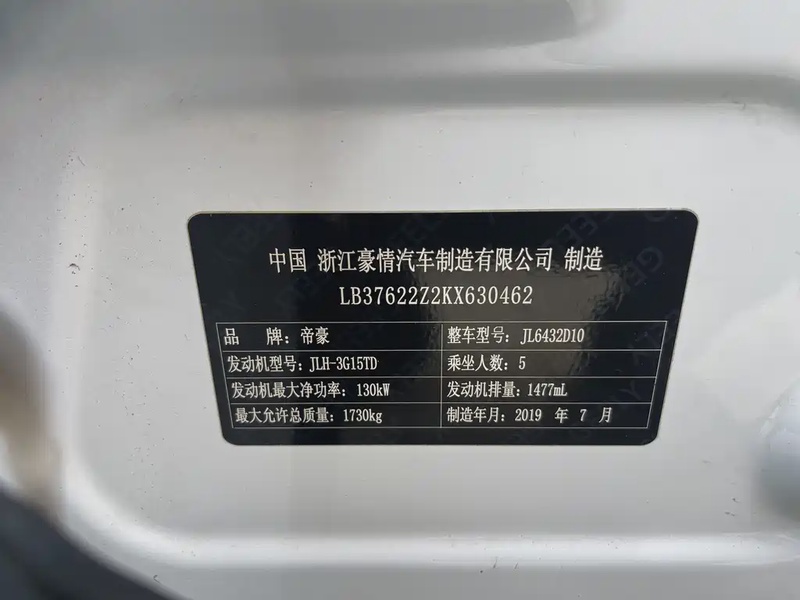 中国 浙江豪情汽车制造有限公司 制造
LB37622Z2KX630462
品 牌：帝豪 整车型号：JL6432D10
发动机型号：JLH-3G15TD 乘坐人数：5
发动机最大净功率：130kW 发动机排量：1477mL
最大允许总质量：1730kg 制造年月：2019 年 7 月